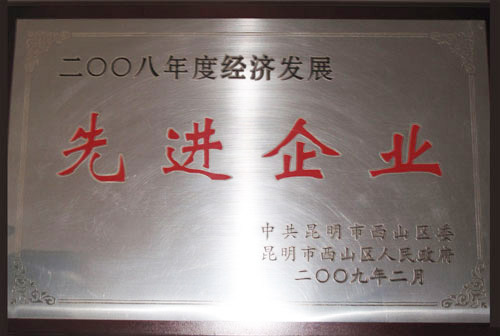 二〇〇八年度经济发展
先进企业
中共昆明市西山区委
昆明市西山区人民政府
二〇〇九年二月